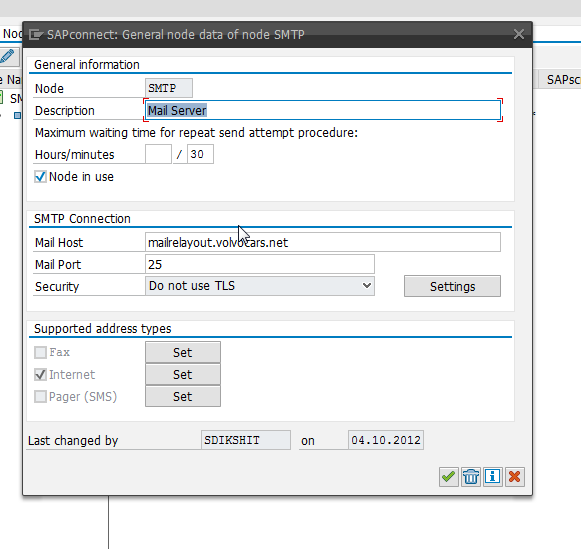 SAPconnect: General node data of node SMTP
No
General information
e Na
SAPsc
Node SMTP
SM
Description Mail Server
Maximum waiting time for repeat send attempt procedure:
Hours/minutes / 30
Node in use
SMTP Connection
Mail Host mailrelayout.volvocars.net
Mail Port 25
Security Do not use TLS Settings
Supported address types
Fax Set
Internet Set
Pager (SMS) Set
Last changed by SDIKSHIT on 04.10.2012